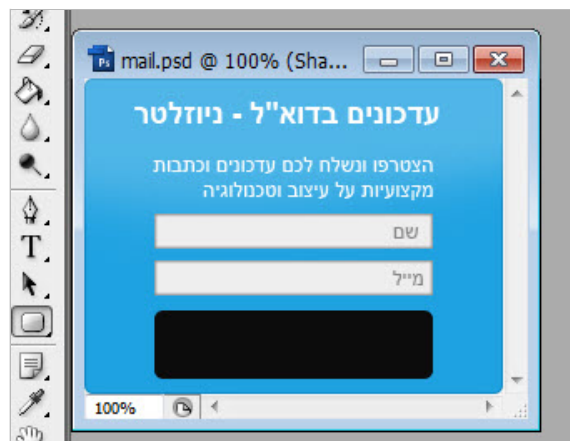 mail.psd @ 100% (Sha...
עדכונים בדוא"ל - ניוזלטר
הצטרפו ונשלח לכם עדכונים וכתבות
מקצועיות על עיצוב וטכנולוגיה
שם
מייל
100%